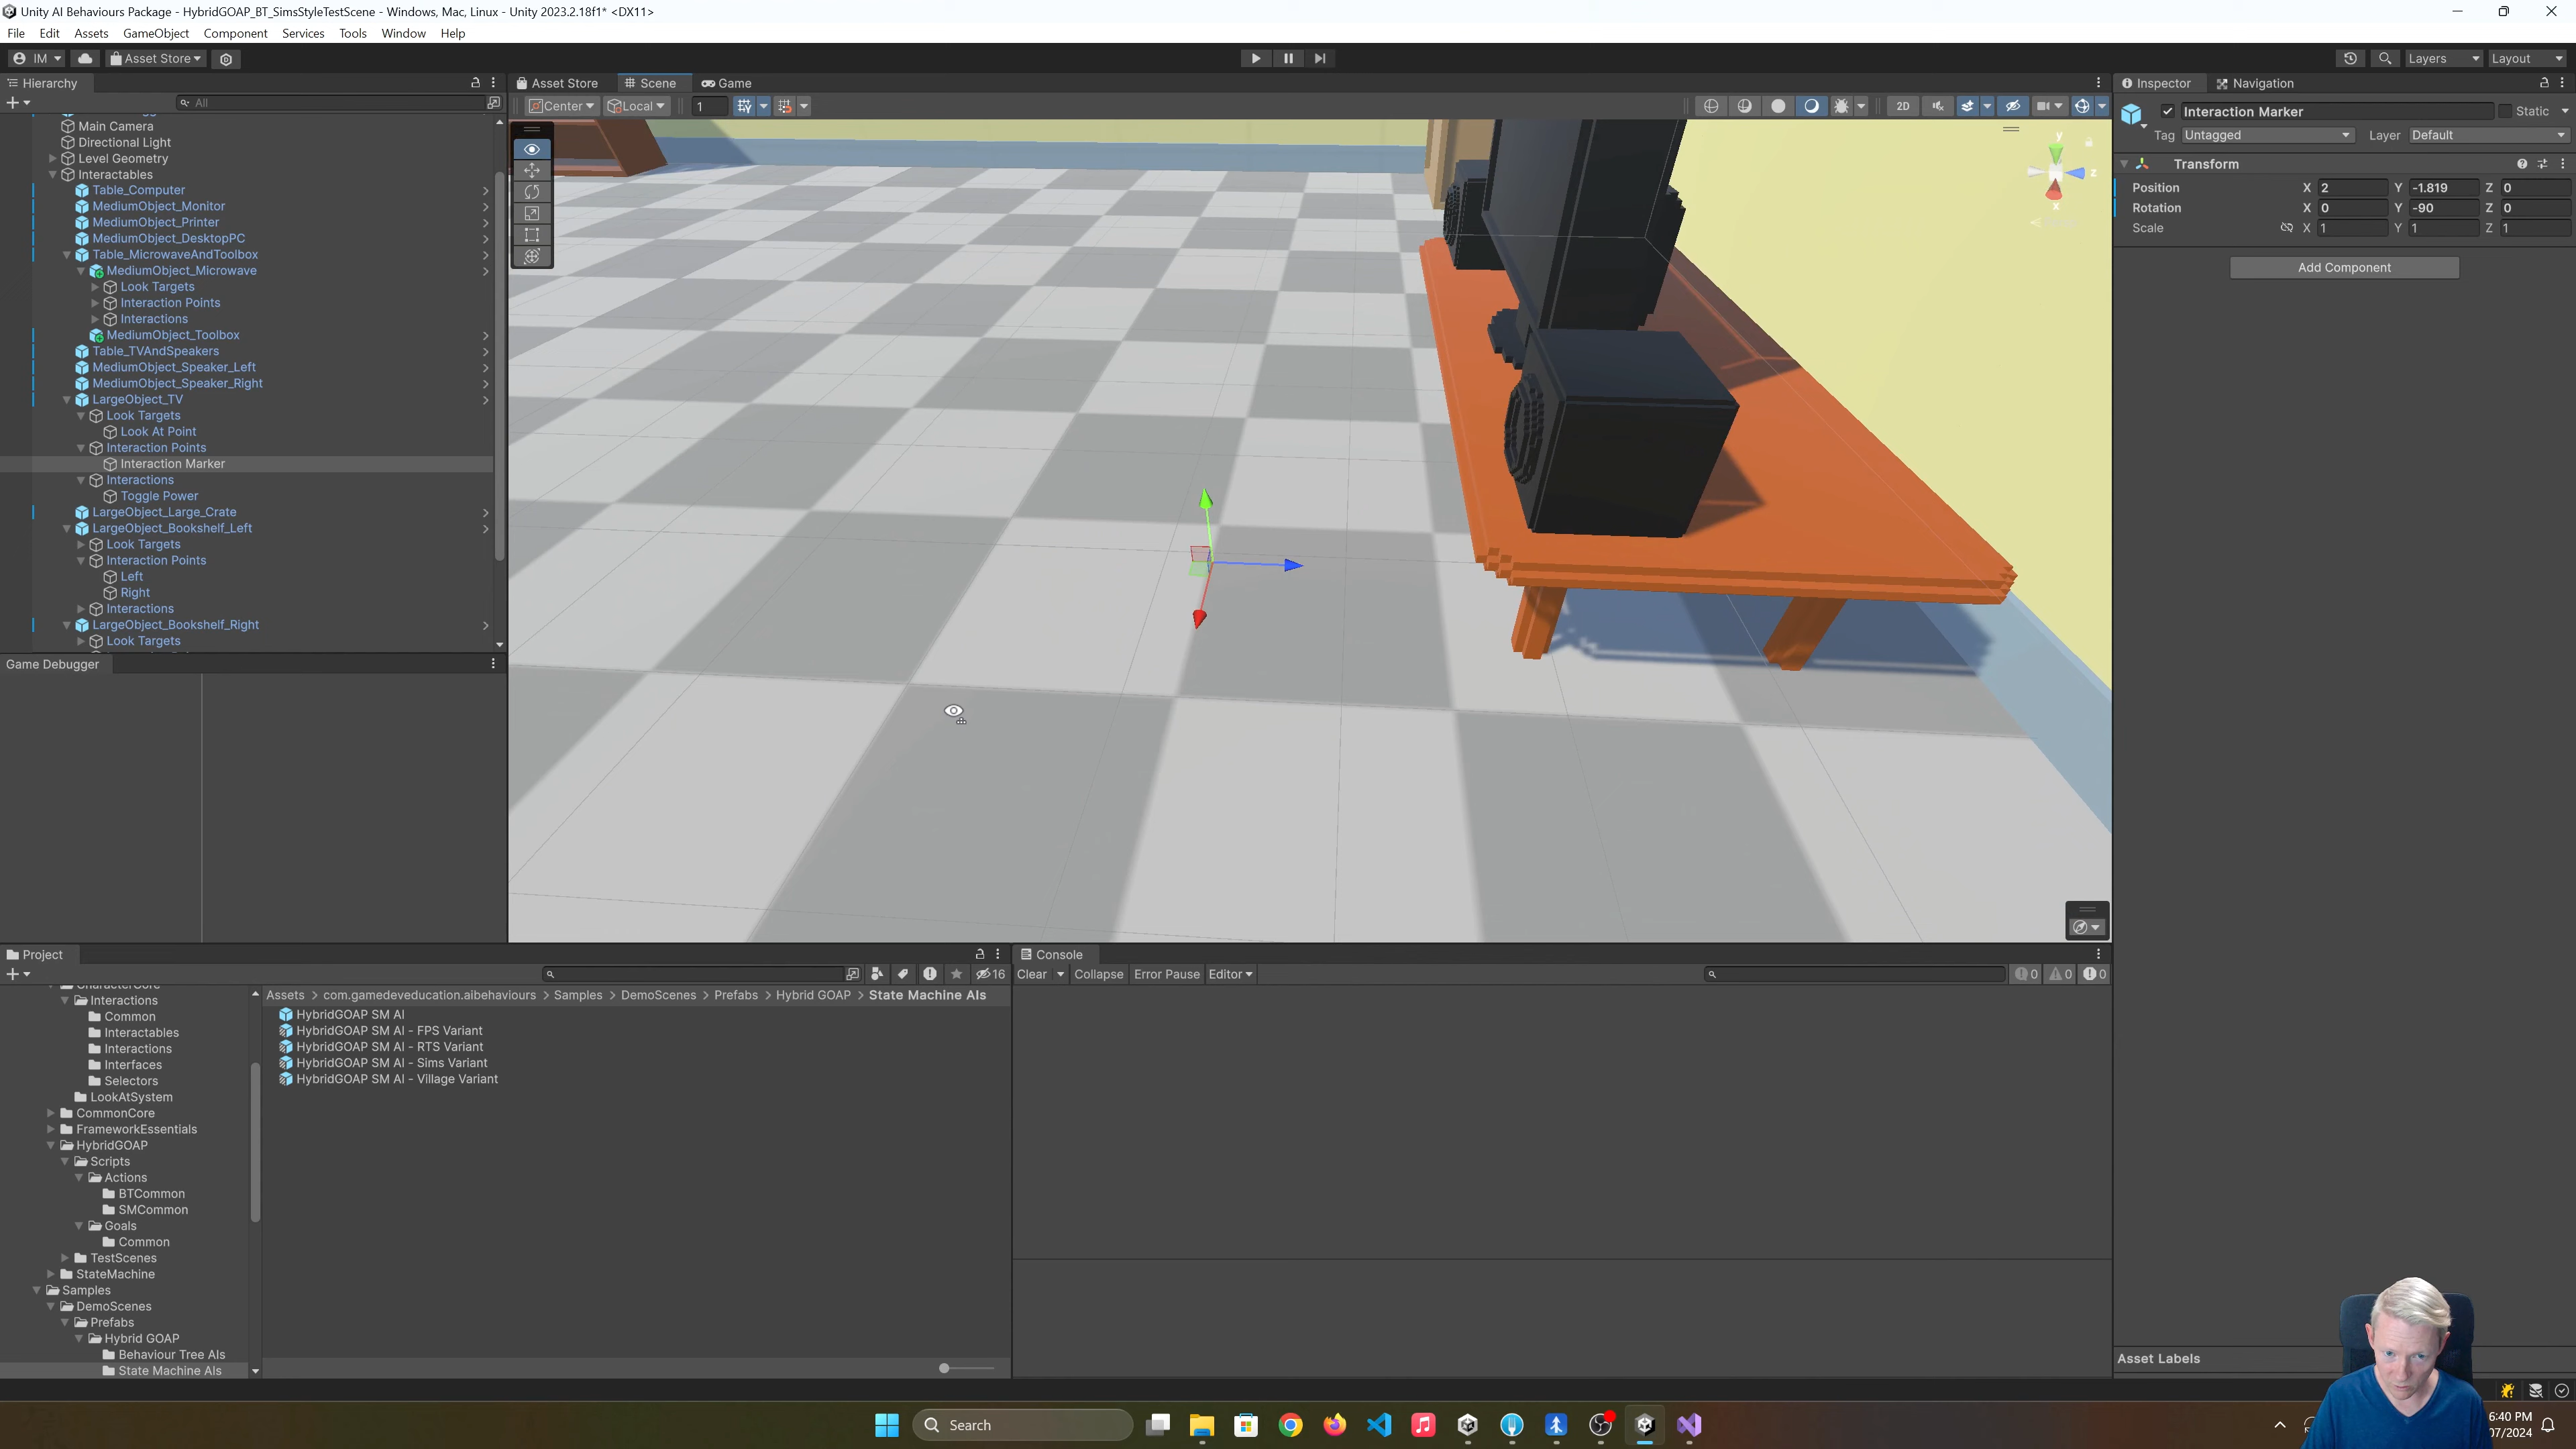 Unity AI Behaviours Package - HybridGOAP_BT_SimsStyleTestScene - Windows, Mac, Linux - Unity 2023.2.18f1* <DX11>
File Edit Assets GameObject Component Services Tools Window Help
IM Asset Store Layers Layout
Hierarchy
All
Main Camera
Directional Light
Level Geometry
Interactables
Table_Computer
MediumObject_Monitor
MediumObject_Printer
MediumObject_DesktopPC
Table_MicrowaveAndToolbox
MediumObject_Microwave
Look Targets
Interaction Points
Interactions
MediumObject_Toolbox
Table_TVAndSpeakers
MediumObject_Speaker_Left
MediumObject_Speaker_Right
LargeObject_TV
Look Targets
Look At Point
Interaction Points
Interaction Marker
Interactions
Toggle Power
LargeObject_Large_Crate
LargeObject_Bookshelf_Left
Look Targets
Interaction Points
Left
Right
Interactions
LargeObject_Bookshelf_Right
Look Targets
Game Debugger
Asset Store Scene Game
Center Local 1 2D
y
z
x
Inspector Navigation
Interaction Marker Static
Tag Untagged Layer Default
Transform
Position X 2 Y -1.819 Z 0
Rotation X 0 Y -90 Z 0
Scale X 1 Y 1 Z 1
Add Component
Asset Labels
Project
16
CharacterCore
Interactions
Common
Interactables
Interactions
Interfaces
Selectors
LookAtSystem
CommonCore
FrameworkEssentials
HybridGOAP
Scripts
Actions
BTCommon
SMCommon
Goals
Common
TestScenes
StateMachine
Samples
DemoScenes
Prefabs
Hybrid GOAP
Behaviour Tree AIs
State Machine AIs
Assets > com.gamedeveducation.aibehaviours > Samples > DemoScenes > Prefabs > Hybrid GOAP > State Machine AIs
HybridGOAP SM AI
HybridGOAP SM AI - FPS Variant
HybridGOAP SM AI - RTS Variant
HybridGOAP SM AI - Sims Variant
HybridGOAP SM AI - Village Variant
Console
Clear Collapse Error Pause Editor 0 0 0
Search
6:40 PM
07/2024